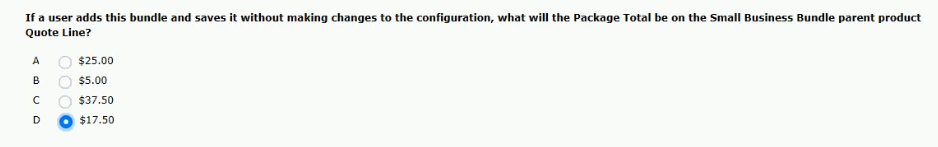 If a user adds this bundle and saves it without making changes to the configuration, what will the Package Total be on the Small Business Bundle parent product
Quote Line?
A $25.00
B $5.00
C $37.50
D $17.50